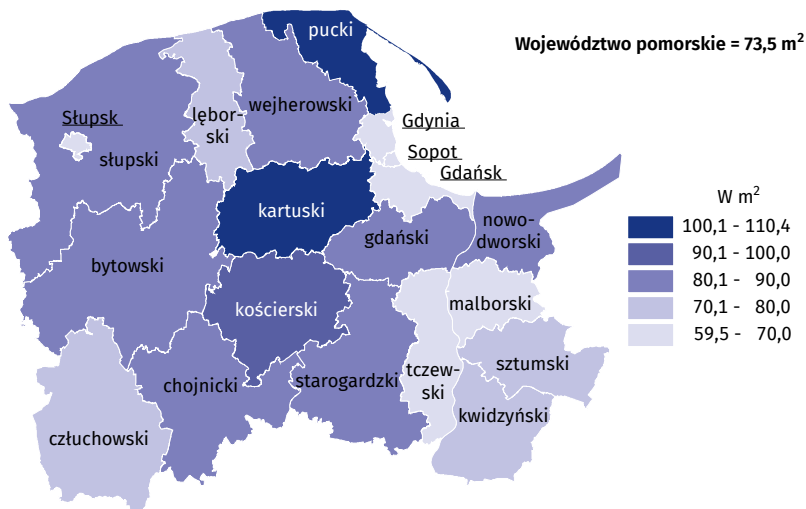 pucki
Województwo pomorskie = 73,5 m²
lębor-
ski
wejherowski
Słupsk
słupski
Gdynia
Sopot
Gdańsk
kartuski
gdański
nowo-
dworski
bytowski
kościerski
malborski
chojnicki
starogardzki
tczew-
ski
sztumski
kwidzyński
człuchowski
W m²
100,1 - 110,4
90,1 - 100,0
80,1 - 90,0
70,1 - 80,0
59,5 - 70,0